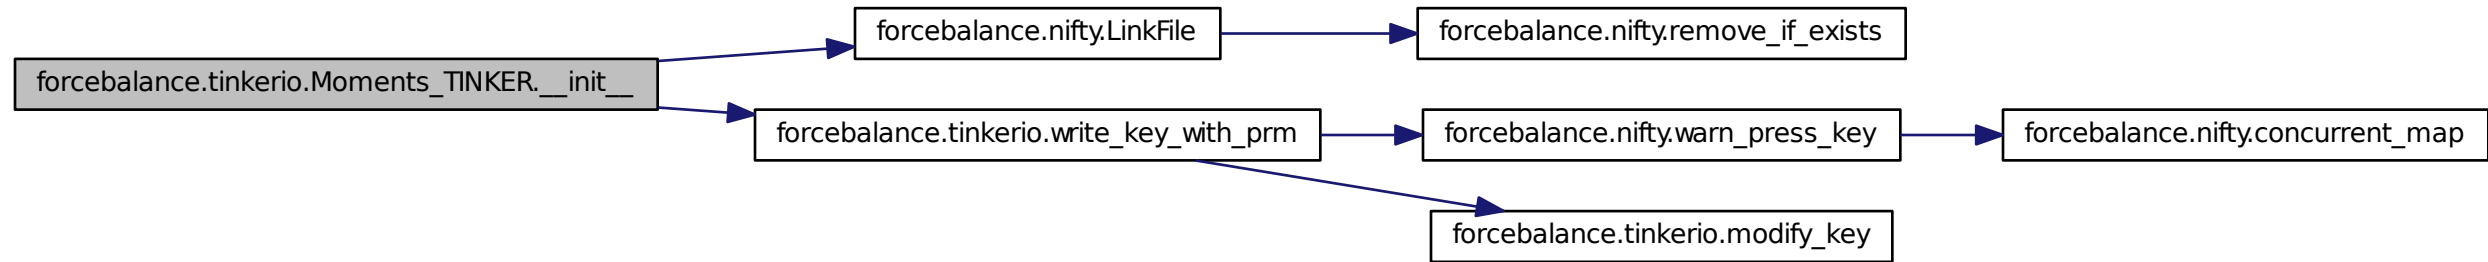 forcebalance.tinkerio.Moments_TINKER.__init__
forcebalance.nifty.LinkFile
forcebalance.nifty.remove_if_exists
forcebalance.tinkerio.write_key_with_prm
forcebalance.nifty.warn_press_key
forcebalance.nifty.concurrent_map
forcebalance.tinkerio.modify_key